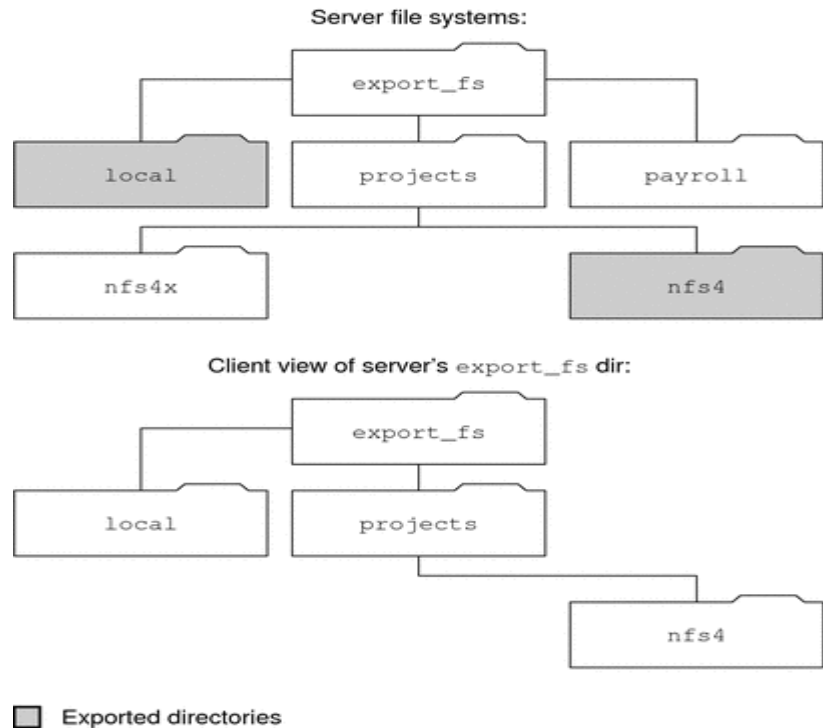 Server file systems:
export_fs
local
projects
payroll
nfs4x
nfs4
Client view of server's export_fs dir:
export_fs
local
projects
nfs4
Exported directories